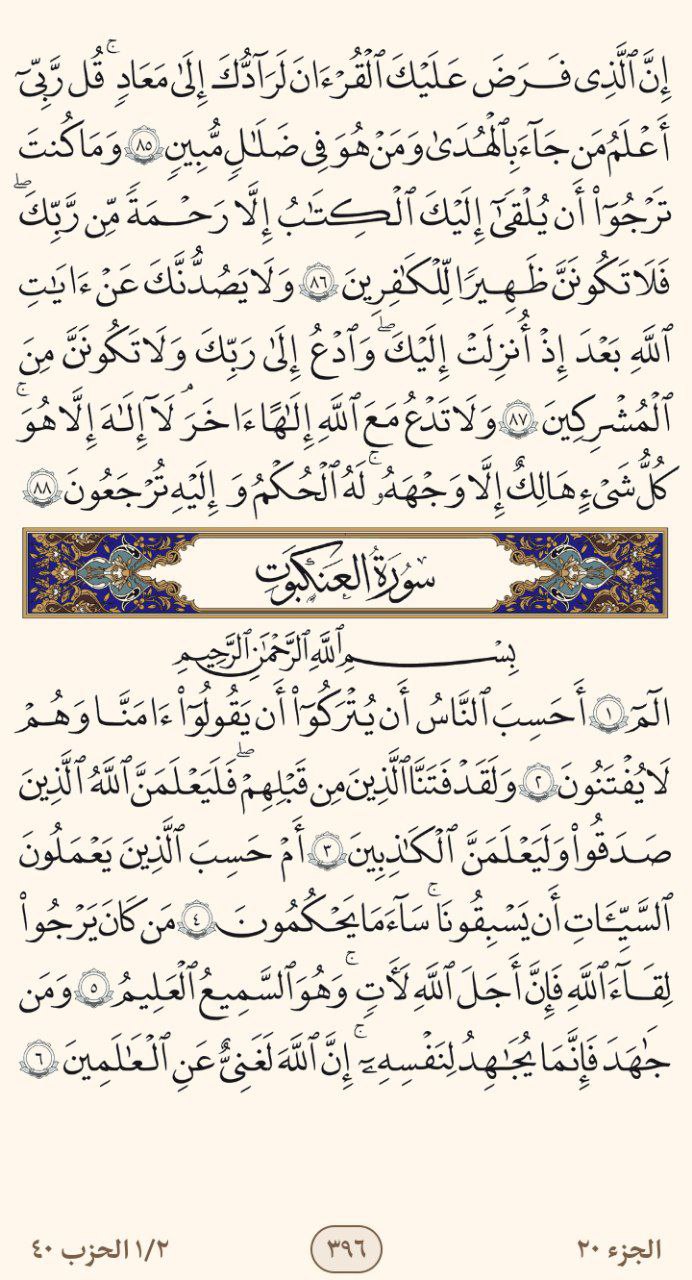 إِنَّ ٱلَّذِى فَرَضَ عَلَيْكَ ٱلْقُرْءَانَ لَرَآدُّكَ إِلَىٰ مَعَادٍ ۚ قُل رَّبِّىٓ
أَعْلَمُ مَن جَآءَ بِٱلْهُدَىٰ وَمَنْ هُوَ فِى ضَلَـٰلٍ مُّبِينٍ ٨٥ وَمَا كُنتَ
تَرْجُوٓا۟ أَن يُلْقَىٰٓ إِلَيْكَ ٱلْكِتَـٰبُ إِلَّا رَحْمَةً مِّن رَّبِّكَ ۖ
فَلَا تَكُونَنَّ ظَهِيرًا لِّلْكَـٰفِرِينَ ٨٦ وَلَا يَصُدُّنَّكَ عَنْ ءَايَـٰتِ
ٱللَّهِ بَعْدَ إِذْ أُنزِلَتْ إِلَيْكَ ۖ وَٱدْعُ إِلَىٰ رَبِّكَ وَلَا تَكُونَنَّ مِنَ
ٱلْمُشْرِكِينَ ٨٧ وَلَا تَدْعُ مَعَ ٱللَّهِ إِلَـٰهًا ءَاخَرَ ۘ لَآ إِلَـٰهَ إِلَّا هُوَ ۚ
كُلُّ شَىْءٍ هَالِكٌ إِلَّا وَجْهَهُۥ ۚ لَهُ ٱلْحُكْمُ وَإِلَيْهِ تُرْجَعُونَ ٨٨
سُورَةُ العَنكَبُوتِ
بِسْمِ ٱللَّهِ ٱلرَّحْمَـٰنِ ٱلرَّحِيمِ
الٓمٓ ١ أَحَسِبَ ٱلنَّاسُ أَن يُتْرَكُوٓا۟ أَن يَقُولُوٓا۟ ءَامَنَّا وَهُمْ
لَا يُفْتَنُونَ ٢ وَلَقَدْ فَتَنَّا ٱلَّذِينَ مِن قَبْلِهِمْ ۖ فَلَيَعْلَمَنَّ ٱللَّهُ ٱلَّذِينَ
صَدَقُوا۟ وَلَيَعْلَمَنَّ ٱلْكَـٰذِبِينَ ٣ أَمْ حَسِبَ ٱلَّذِينَ يَعْمَلُونَ
ٱلسَّيِّـَٔاتِ أَن يَسْبِقُونَا ۚ سَآءَ مَا يَحْكُمُونَ ٤ مَن كَانَ يَرْجُوا۟
لِقَآءَ ٱللَّهِ فَإِنَّ أَجَلَ ٱللَّهِ لَـَٔاتٍ ۚ وَهُوَ ٱلسَّمِيعُ ٱلْعَلِيمُ ٥ وَمَن
جَـٰهَدَ فَإِنَّمَا يُجَـٰهِدُ لِنَفْسِهِۦٓ ۚ إِنَّ ٱللَّهَ لَغَنِىٌّ عَنِ ٱلْعَـٰلَمِينَ ٦
الجزء ٢٠
٣٩٦
١/٢ الحزب ٤٠